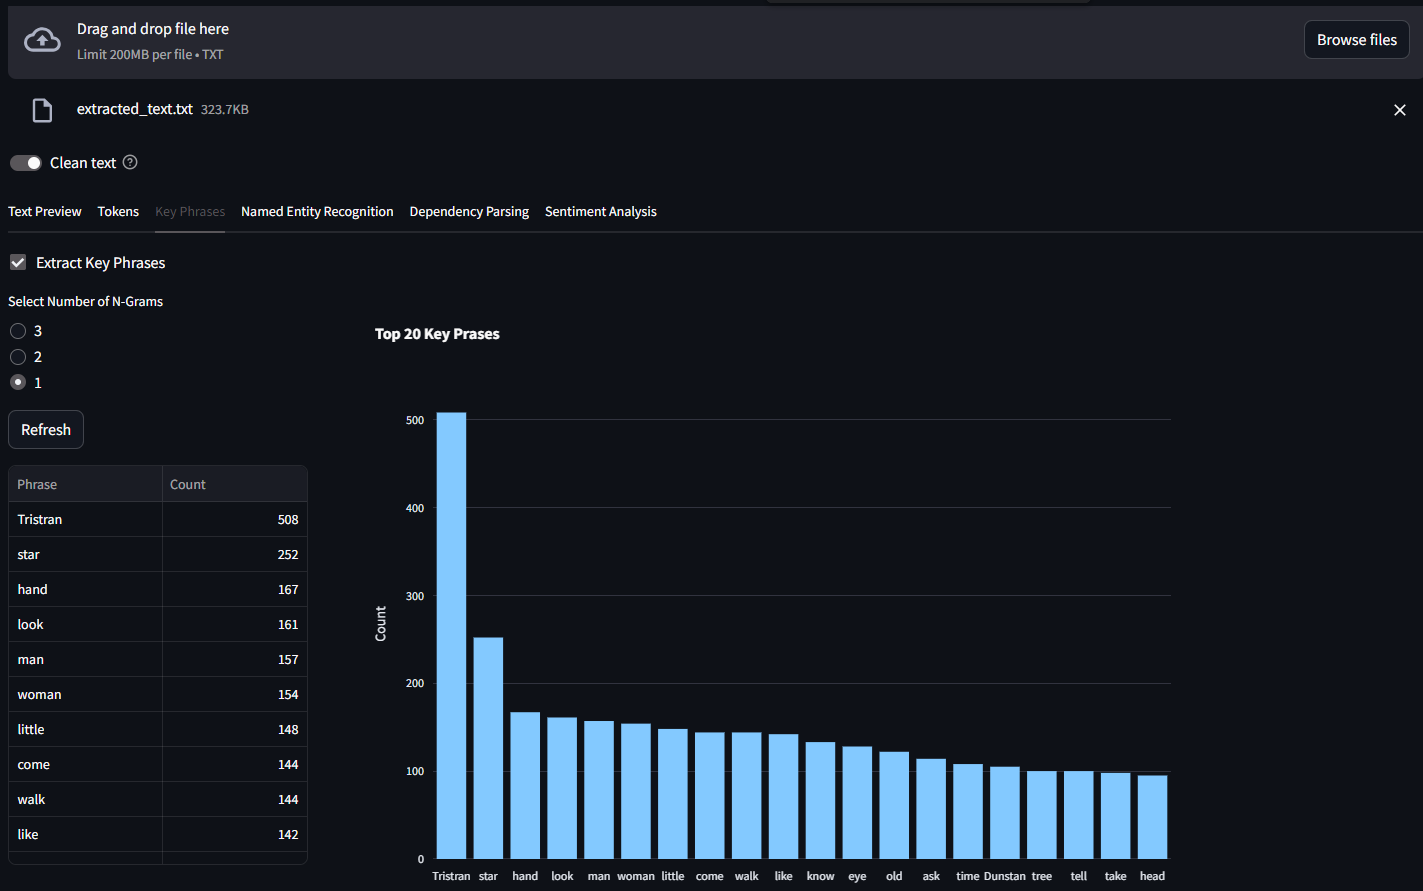 Drag and drop file here
Limit 200MB per file • TXT
Browse files
extracted_text.txt 323.7KB
Clean text
Text Preview Tokens Key Phrases Named Entity Recognition Dependency Parsing Sentiment Analysis
Extract Key Phrases
Select Number of N-Grams
3
2
1
Refresh
Phrase Count
Tristran 508
star 252
hand 167
look 161
man 157
woman 154
little 148
come 144
walk 144
like 142
Top 20 Key Prases
Count
500
400
300
200
100
0
Tristran star hand look man woman little come walk like know eye old ask time Dunstan tree tell take head